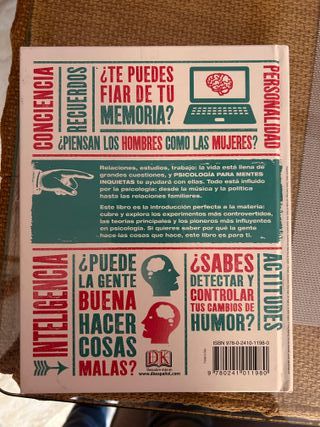 CONCIENCIA
RECUERDOS
¿TE PUEDES
FIAR DE TU
MEMORIA?
PERSONALIDAD
¿PIENSAN LOS HOMBRES COMO LAS MUJERES?
Relaciones, estudios, trabajo: la vida está llena de
grandes cuestiones, y PSICOLOGÍA PARA MENTES
INQUIETAS te ayudará con ellas. Todo está influido
por la psicología: desde la música y la política
hasta las relaciones familiares.
Este libro es la introducción perfecta a la materia:
cubre y explora los experimentos más controvertidos,
las teorías principales y los pioneros más influyentes
en psicología. Si quieres saber por qué la gente
hace las cosas que hace, este libro es para ti.
INTELIGENCIA
¿PUEDE
LA GENTE
BUENA
HACER
COSAS
MALAS?
¿SABES
DETECTAR Y
CONTROLAR
TUS CAMBIOS DE
HUMOR?
ACTITUDES
DK
www.dkespañol.com
ISBN 978-0-2410-1198-0
9 780241 011980